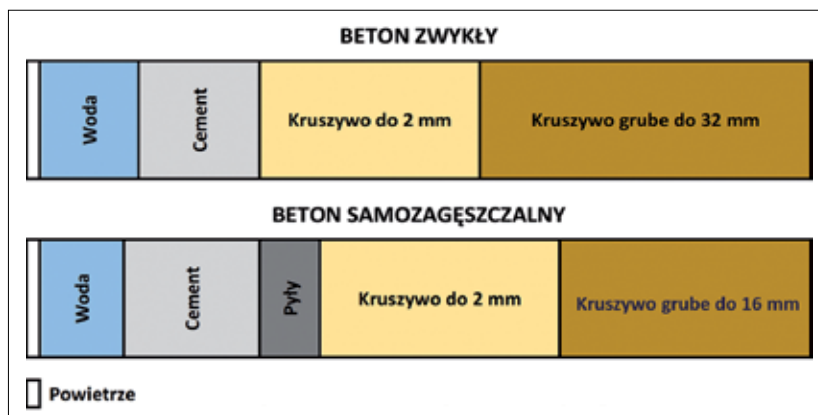 BETON ZWYKŁY
Woda
Cement
Kruszywo do 2 mm
Kruszywo grube do 32 mm
BETON SAMOZAGĘSZCZALNY
Woda
Cement
Pyły
Kruszywo do 2 mm
Kruszywo grube do 16 mm
Powietrze